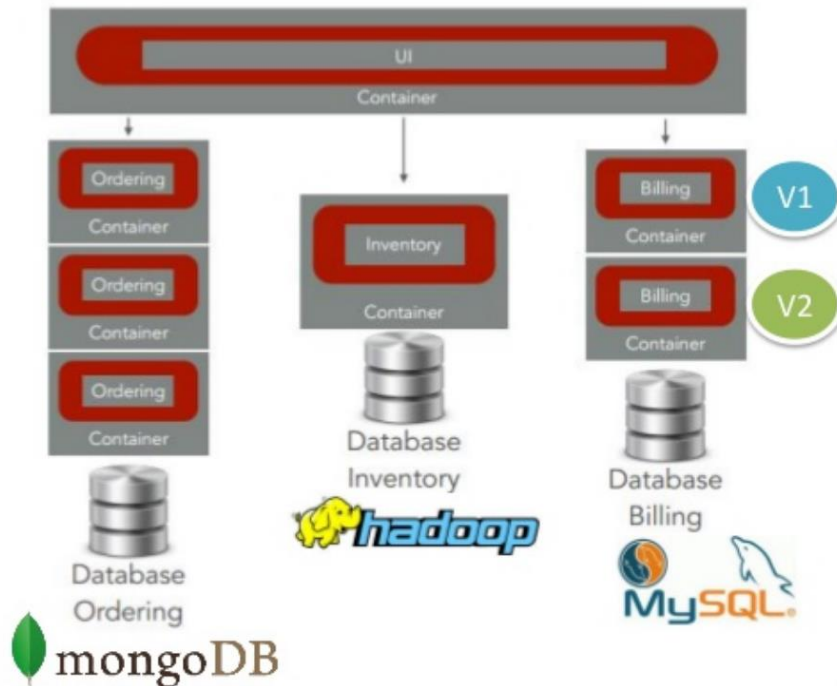 UI
Container
Ordering
Container
Ordering
Container
Ordering
Container
Database
Ordering
mongoDB
Inventory
Container
Database
Inventory
hadoop
Billing
Container
V1
Billing
Container
V2
Database
Billing
MySQL®